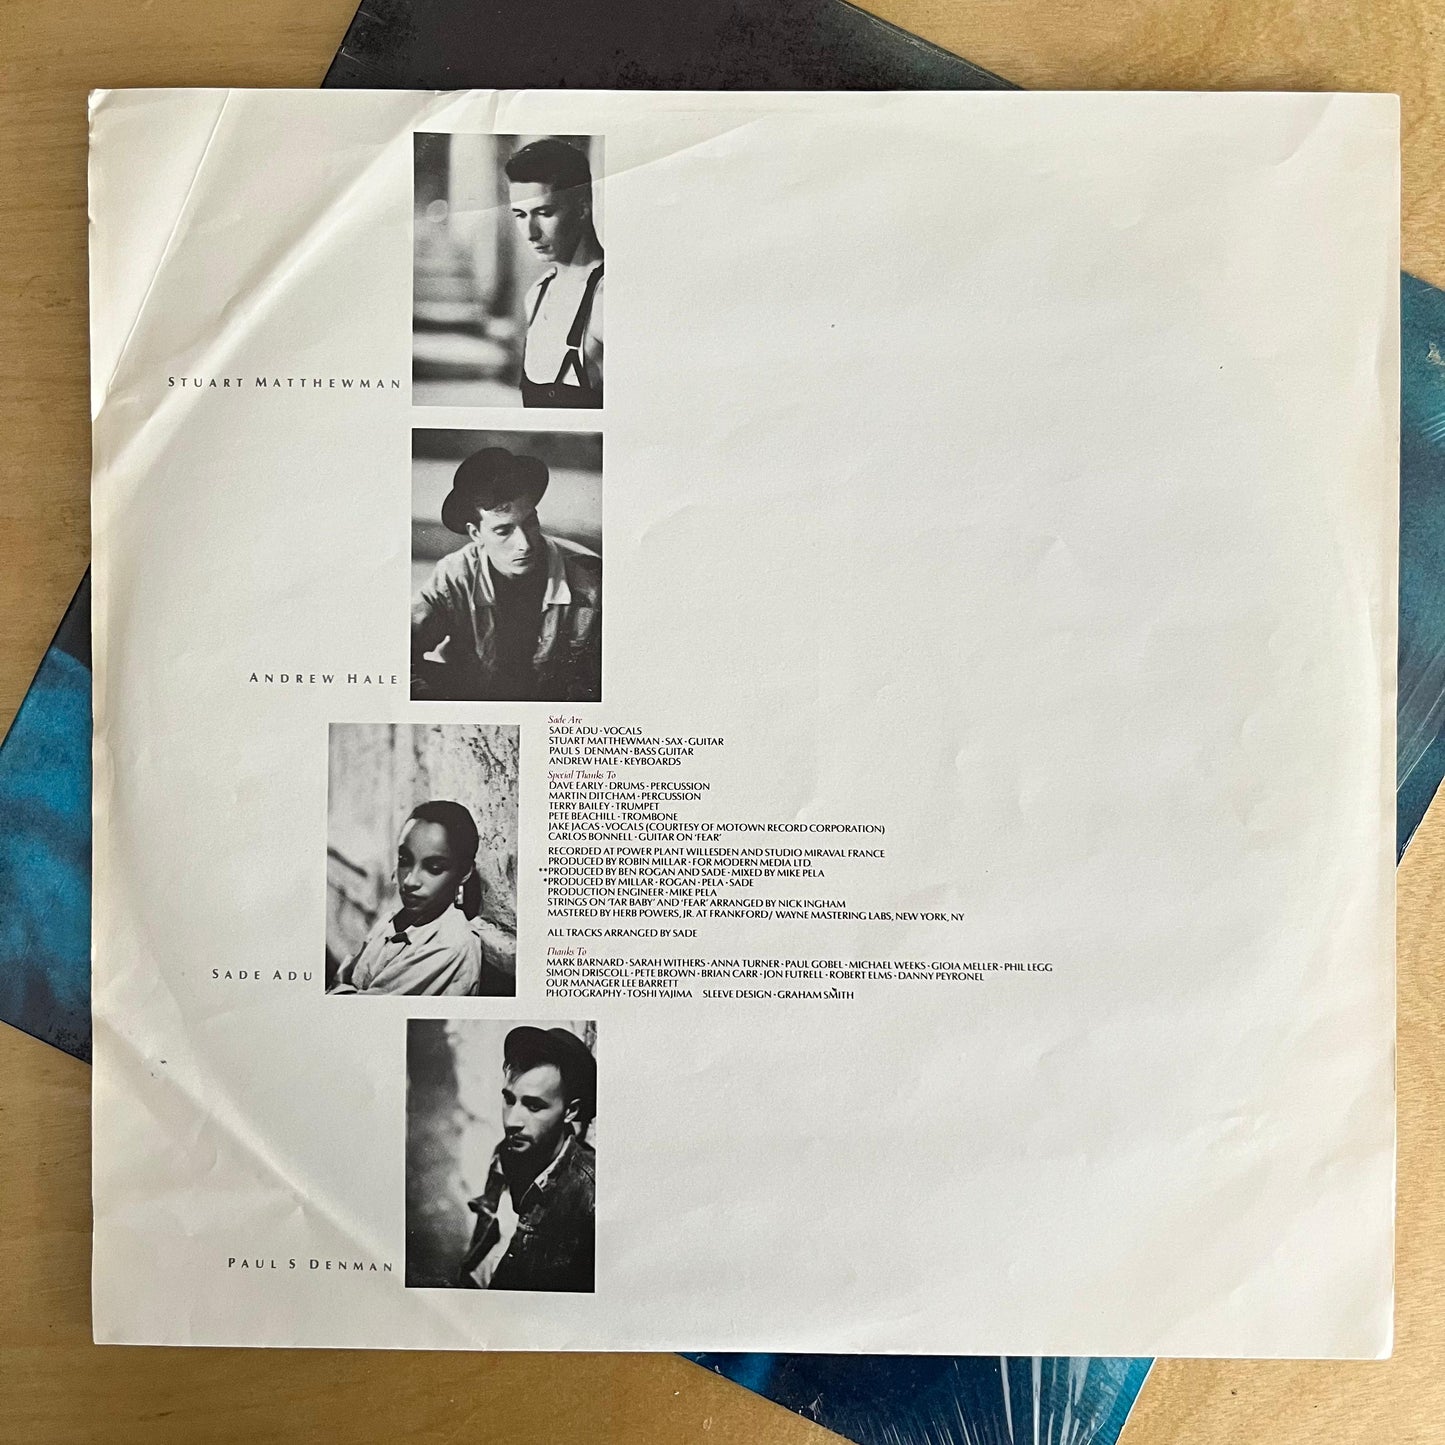 STUART MATTHEWMAN
ANDREW HALE
Sade Are
SADE ADU • VOCALS
STUART MATTHEWMAN • SAX • GUITAR
PAUL S DENMAN • BASS GUITAR
ANDREW HALE • KEYBOARDS
Special Thanks To
DAVE EARLY • DRUMS • PERCUSSION
MARTIN DITCHAM • PERCUSSION
TERRY BAILEY • TRUMPET
PETE BEACHILL • TROMBONE
JAKE JACAS • VOCALS (COURTESY OF MOTOWN RECORD CORPORATION)
CARLOS BONNELL • GUITAR ON 'FEAR'
RECORDED AT POWER PLANT WILLESDEN AND STUDIO MIRAVAL FRANCE
PRODUCED BY ROBIN MILLAR • FOR MODERN MEDIA LTD.
**PRODUCED BY BEN ROGAN AND SADE • MIXED BY MIKE PELA
*PRODUCED BY MILLAR • ROGAN • PELA • SADE
PRODUCTION ENGINEER • MIKE PELA
STRINGS ON 'TAR BABY' AND 'FEAR' ARRANGED BY NICK INGHAM
MASTERED BY HERB POWERS, JR. AT FRANKFORD/ WAYNE MASTERING LABS, NEW YORK, NY
ALL TRACKS ARRANGED BY SADE
Thanks To
MARK BARNARD • SARAH WITHERS • ANNA TURNER • PAUL GOBEL • MICHAEL WEEKS • GIOIA MELLER • PHIL LEGG
SIMON DRISCOLL • PETE BROWN • BRIAN CARR • JON FUTRELL • ROBERT ELMS • DANNY PEYRONEL
OUR MANAGER LEE BARRETT
PHOTOGRAPHY • TOSHI YAJIMA SLEEVE DESIGN • GRAHAM SMITH
SADE ADU
PAUL S DENMAN